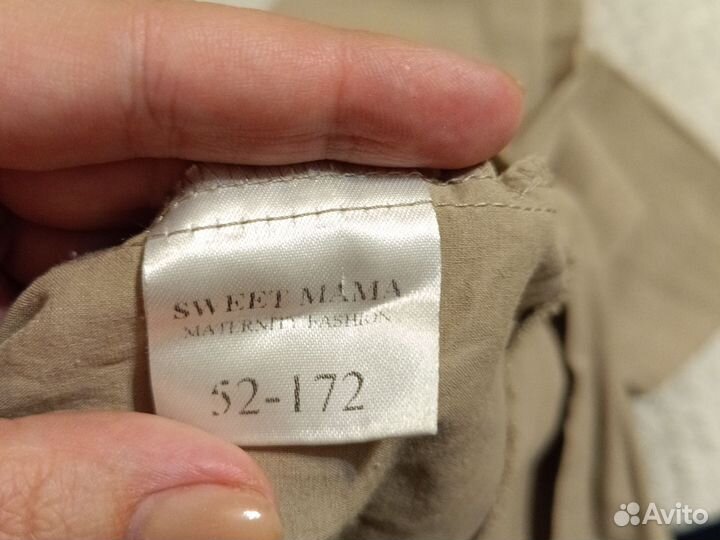 SWEET MAMA
MATERNITY FASHION
52-172
Avito